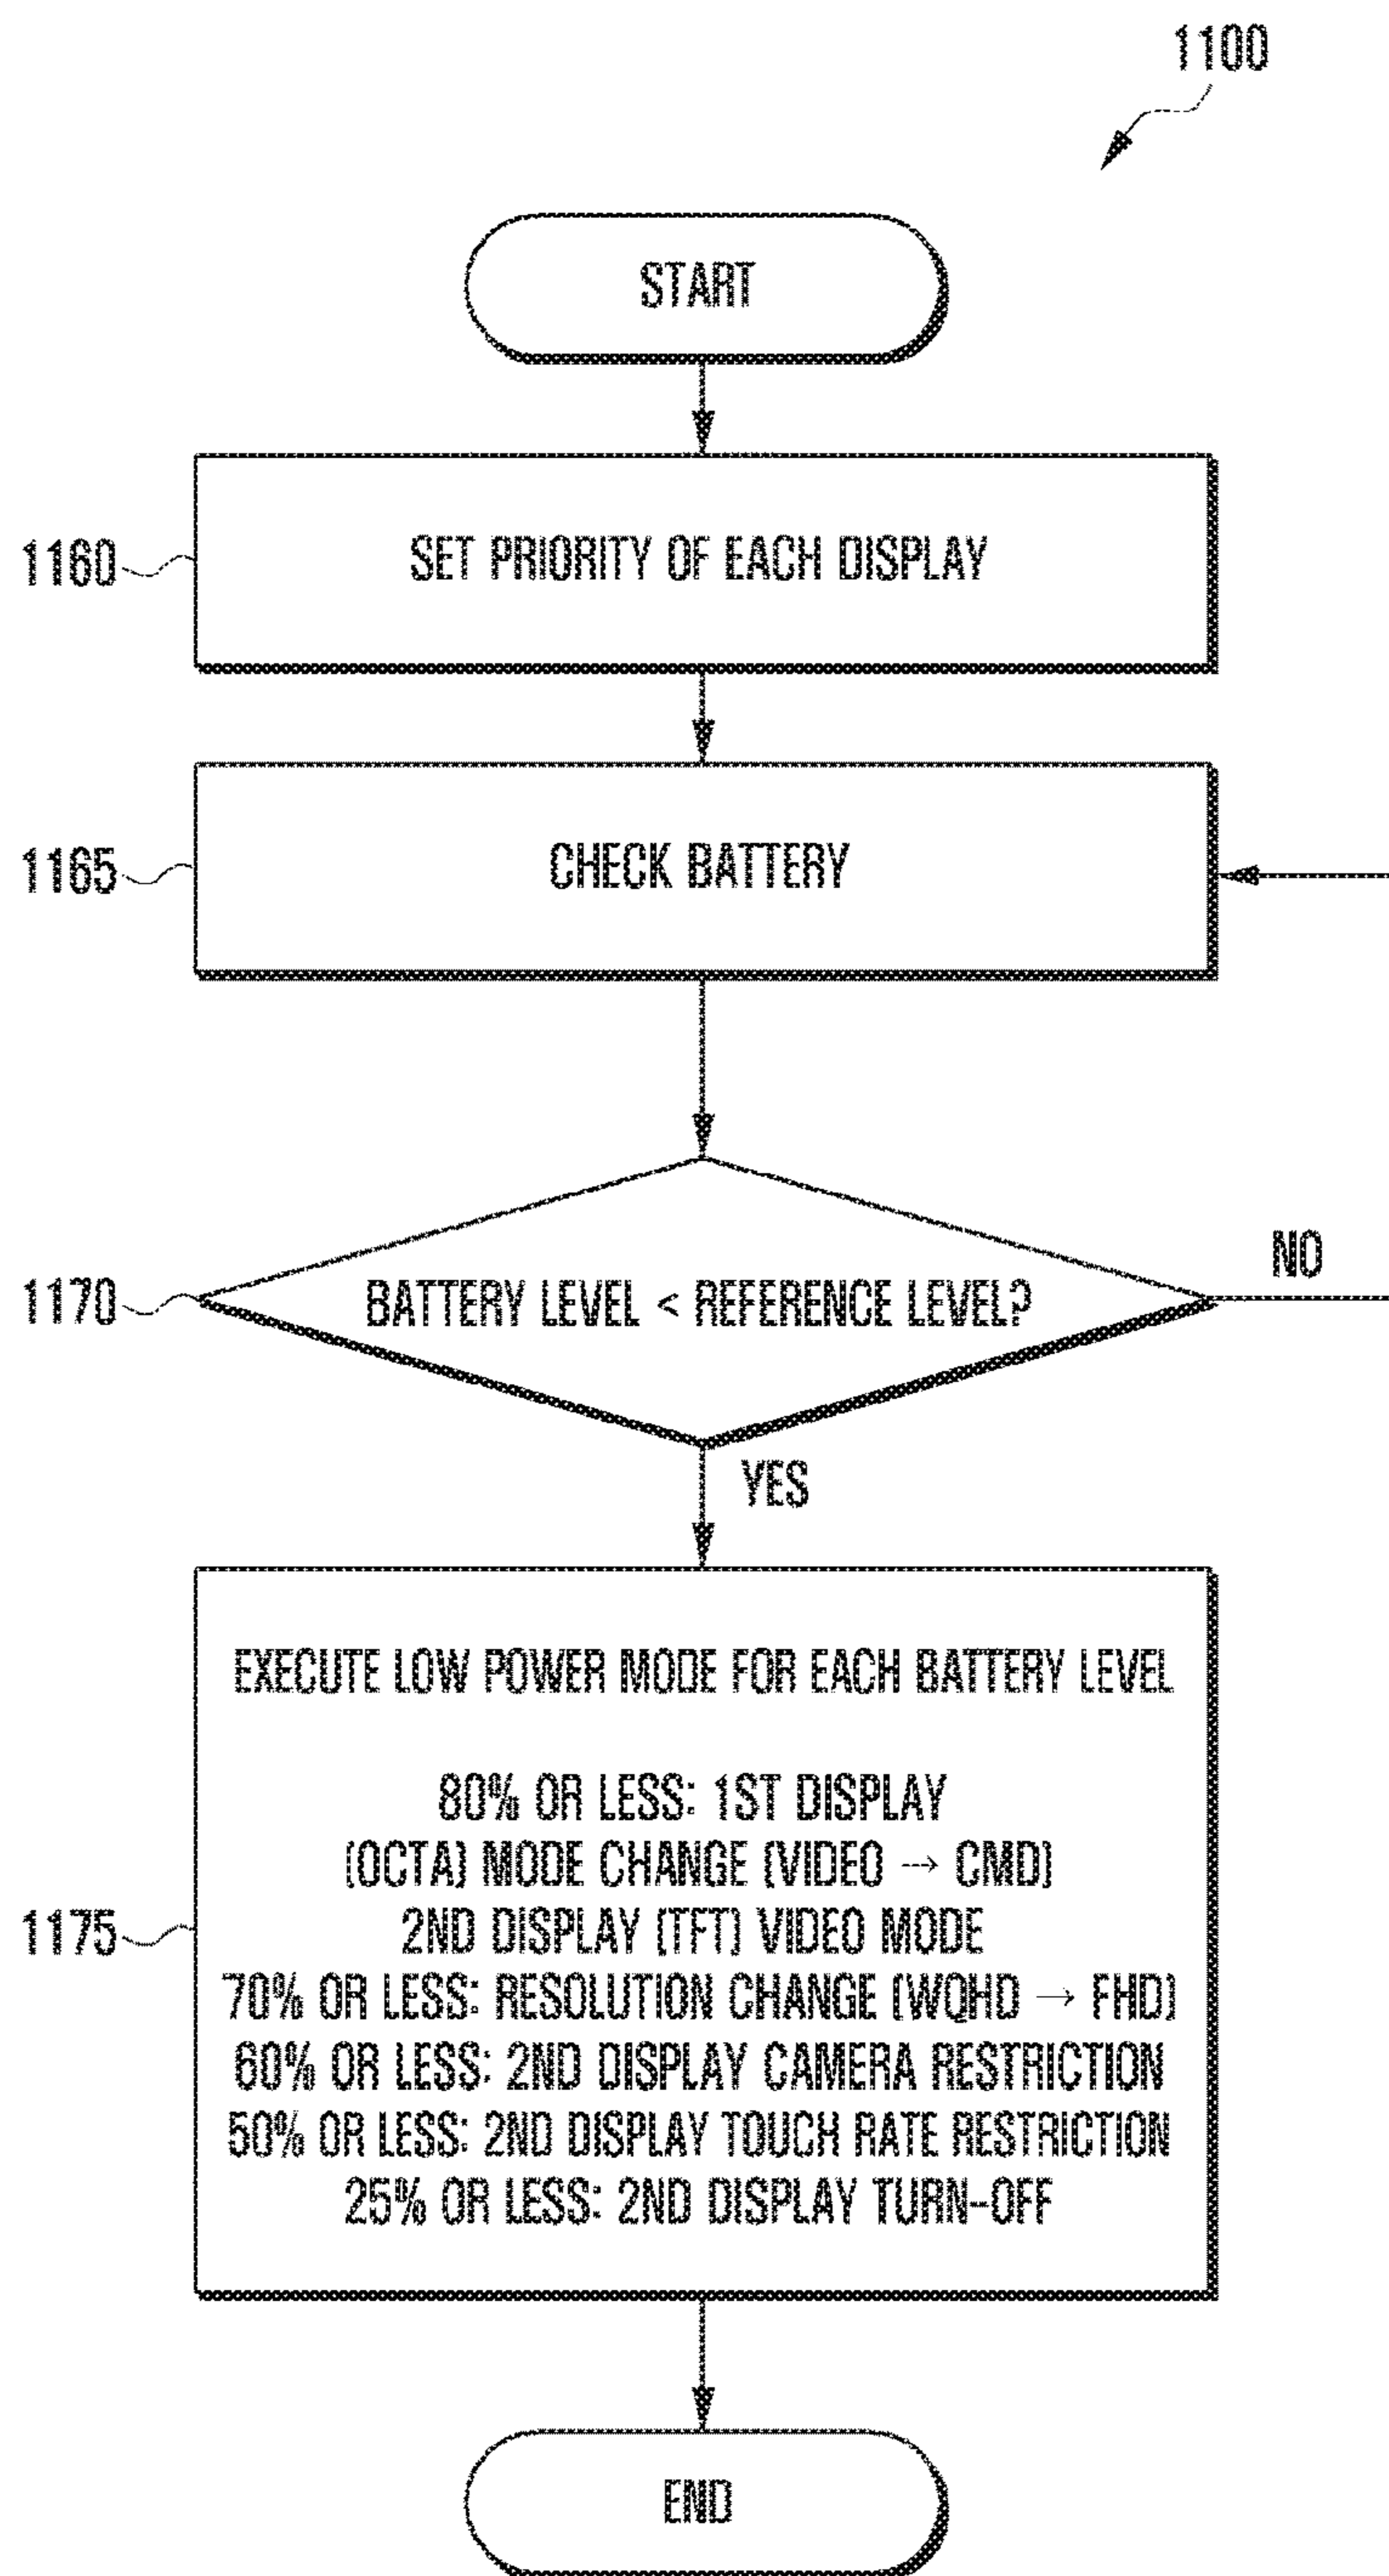 1100
START
1160
SET PRIORITY OF EACH DISPLAY
1165
CHECK BATTERY
1170
BATTERY LEVEL < REFERENCE LEVEL?
NO
YES
EXECUTE LOW POWER MODE FOR EACH BATTERY LEVEL
80% OR LESS: 1ST DISPLAY
(OCTA) MODE CHANGE (VIDEO → CMD)
1175
2ND DISPLAY (TFT) VIDEO MODE
70% OR LESS: RESOLUTION CHANGE (WQHD → FHD)
60% OR LESS: 2ND DISPLAY CAMERA RESTRICTION
50% OR LESS: 2ND DISPLAY TOUCH RATE RESTRICTION
25% OR LESS: 2ND DISPLAY TURN-OFF
END